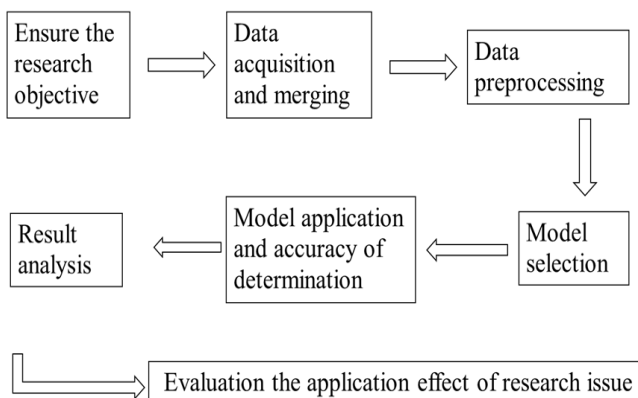 Ensure the
research
objective
Data
acquisition
and merging
Data
preprocessing
Model
selection
Model application
and accuracy of
determination
Result
analysis
Evaluation the application effect of research issue